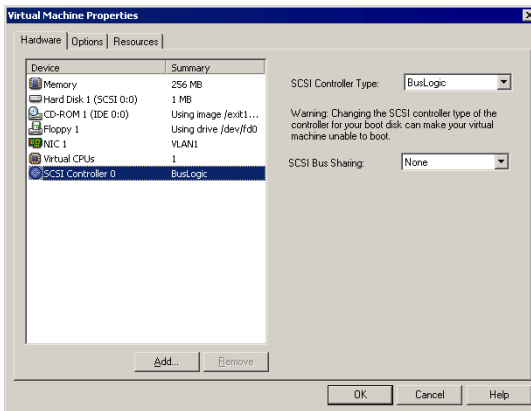 Virtual Machine Properties
Hardware Options Resources
Device Summary
Memory 256 MB
Hard Disk 1 (SCSI 0:0) 1 MB
CD-ROM 1 (IDE 0:0) Using image /exit1...
Floppy 1 Using drive /dev/fd0
NIC 1 VLAN1
Virtual CPUs 1
SCSI Controller 0 BusLogic
Add... Remove
SCSI Controller Type: BusLogic
Warning: Changing the SCSI controller type of the
controller for your boot disk can make your virtual
machine unable to boot.
SCSI Bus Sharing: None
OK Cancel Help